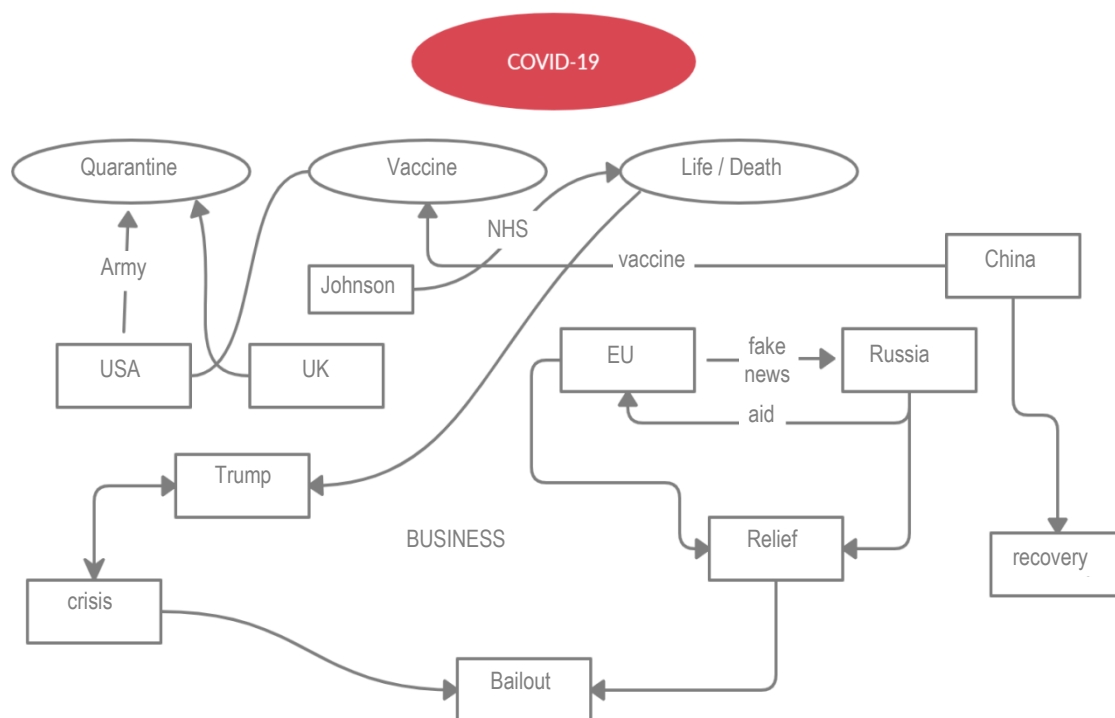 COVID-19
Quarantine
Vaccine
Life / Death
NHS
Army
vaccine
China
Johnson
USA
UK
EU
fake
news
Russia
aid
Trump
BUSINESS
Relief
recovery
crisis
Bailout